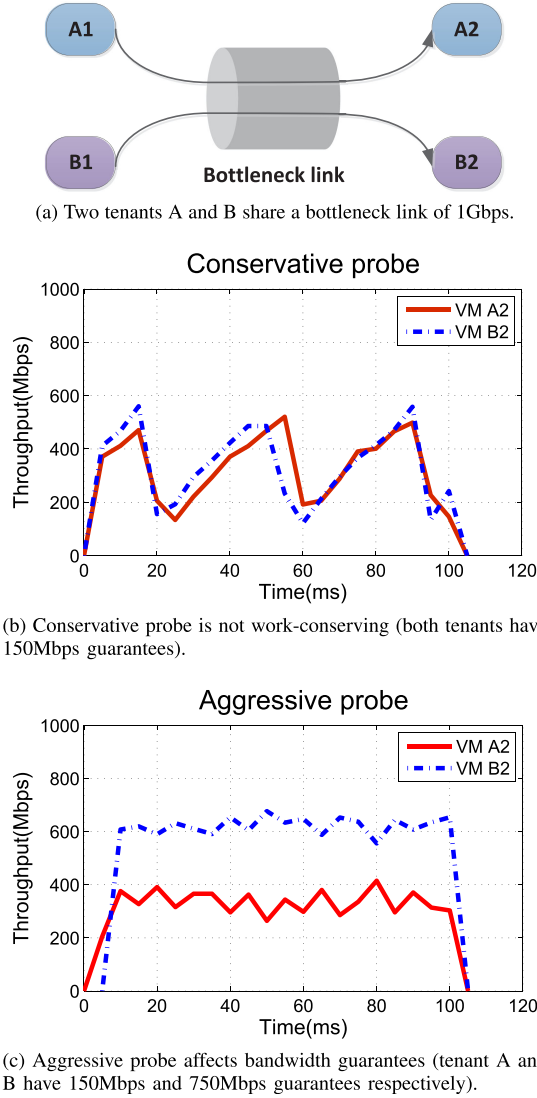 A1
A2
B1
B2
Bottleneck link
(a) Two tenants A and B share a bottleneck link of 1Gbps.
Conservative probe
VM A2
VM B2
Throughput(Mbps)
1000
800
600
400
200
0
0 20 40 60 80 100 120
Time(ms)
(b) Conservative probe is not work-conserving (both tenants hav
150Mbps guarantees).
Aggressive probe
VM A2
VM B2
Throughput(Mbps)
1000
800
600
400
200
0
0 20 40 60 80 100 120
Time(ms)
(c) Aggressive probe affects bandwidth guarantees (tenant A an
B have 150Mbps and 750Mbps guarantees respectively).